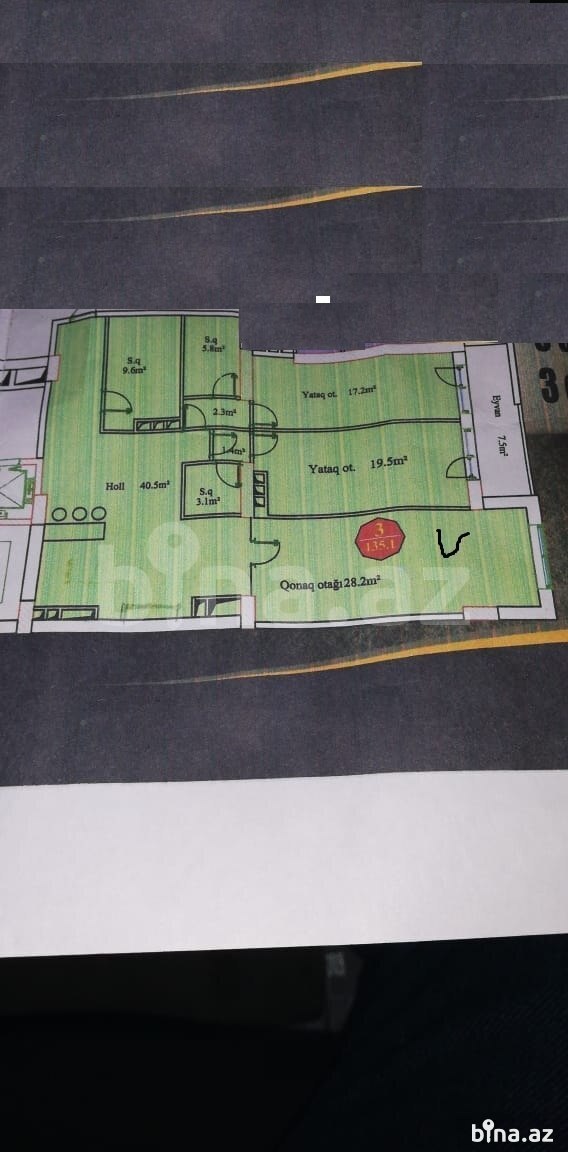 S.q
9.6m²
S.q
5.8m²
2.3m²
Yataq ot. 17.2m²
Eyvan 7.5m²
3
1.4m²
Yataq ot. 19.5m²
Holl 40.5m²
S.q
3.1m²
3
135.1
Qonaq otağı 28.2m²
bina.az
bina.az